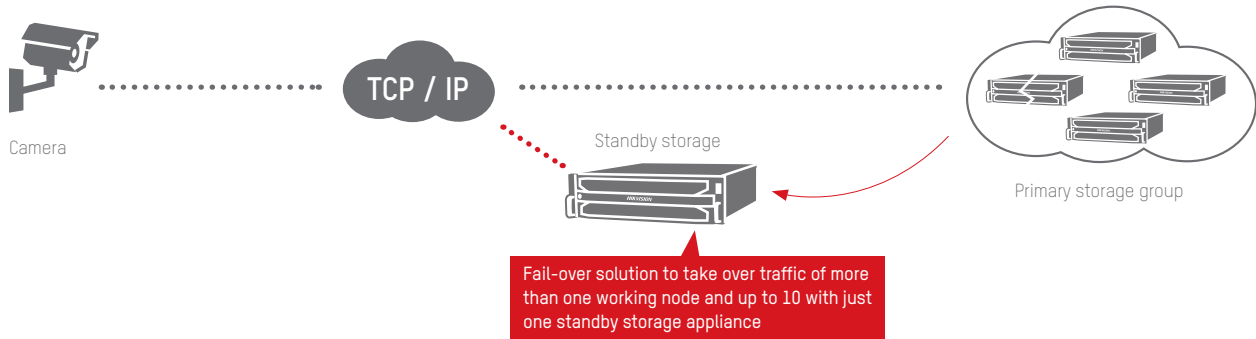 TCP / IP
Camera
Standby storage
HIKVISION
Primary storage group
Fail-over solution to take over traffic of more
than one working node and up to 10 with just
one standby storage appliance